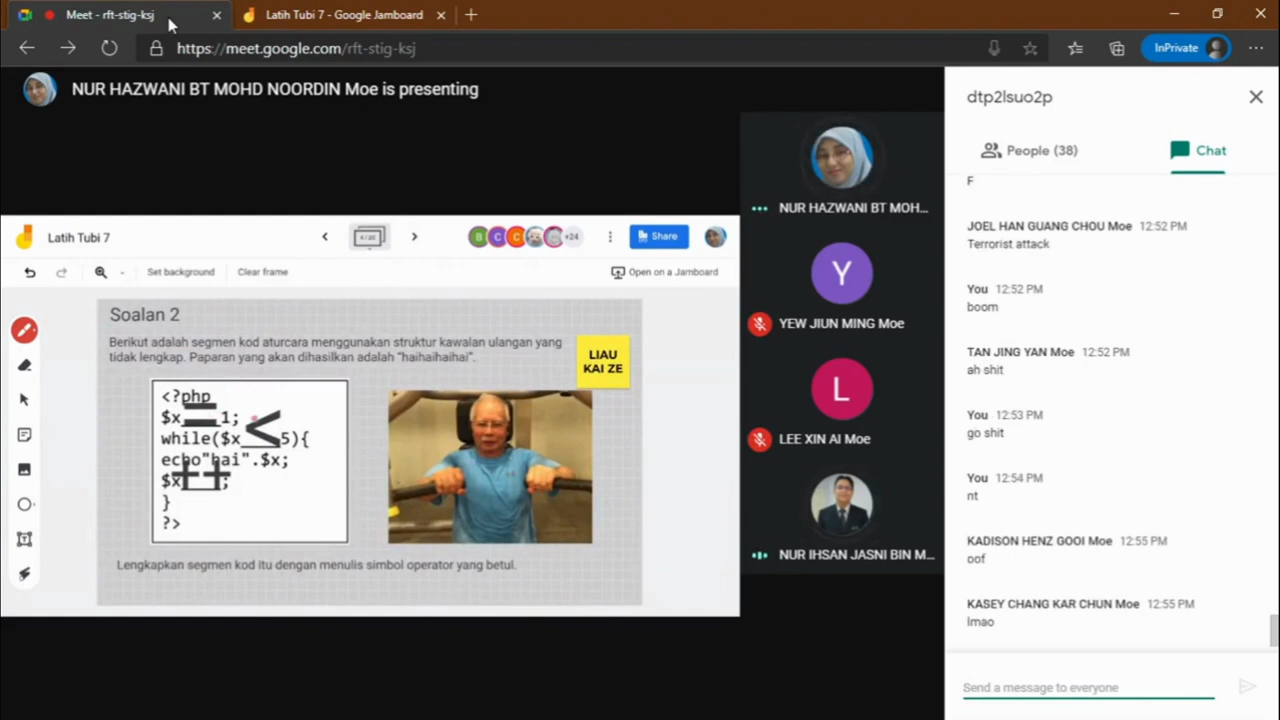 Meet - rft-stig-ksj
Latih Tubi 7 - Google Jamboard
https://meet.google.com/rft-stig-ksj
InPrivate
NUR HAZWANI BT MOHD NOORDIN Moe is presenting
Latih Tubi 7
4/20
B
C
C
+24
Share
Set background
Clear frame
Open on a Jamboard
Soalan 2
Berikut adalah segmen kod aturcara menggunakan struktur kawalan ulangan yang
tidak lengkap. Paparan yang akan dihasilkan adalah "haihaihaihai".
LIAU
KAI ZE
<?php
$x = 1;
while($x < 5){
echo"hai".$x;
$x++;
}
?>
Lengkapkan segmen kod itu dengan menulis simbol operator yang betul.
NUR HAZWANI BT MOH...
Y
YEW JIUN MING Moe
L
LEE XIN AI Moe
NUR IHSAN JASNI BIN M...
dtp2lsuo2p
People (38)
Chat
F
JOEL HAN GUANG CHOU Moe 12:52 PM
Terrorist attack
You 12:52 PM
boom
TAN JING YAN Moe 12:52 PM
ah shit
You 12:53 PM
go shit
You 12:54 PM
nt
KADISON HENZ GOOI Moe 12:55 PM
oof
KASEY CHANG KAR CHUN Moe 12:55 PM
lmao
Send a message to everyone